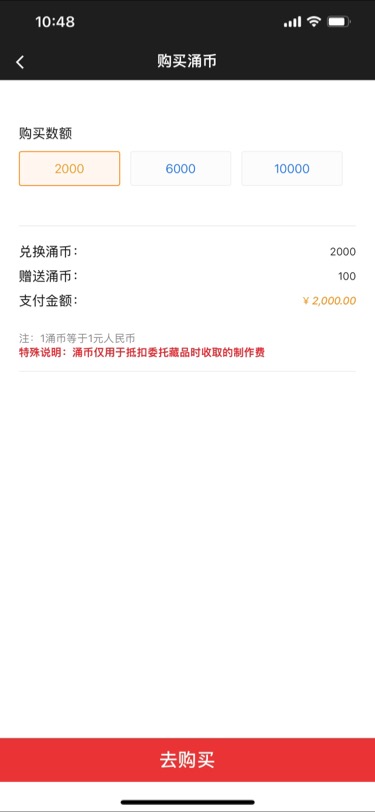 10:48
购买涌币
购买数额
2000 6000 10000
兑换涌币： 2000
赠送涌币： 100
支付金额： ￥2,000.00
注：1涌币等于1元人民币
特殊说明：涌币仅用于抵扣委托藏品时收取的制作费
去购买